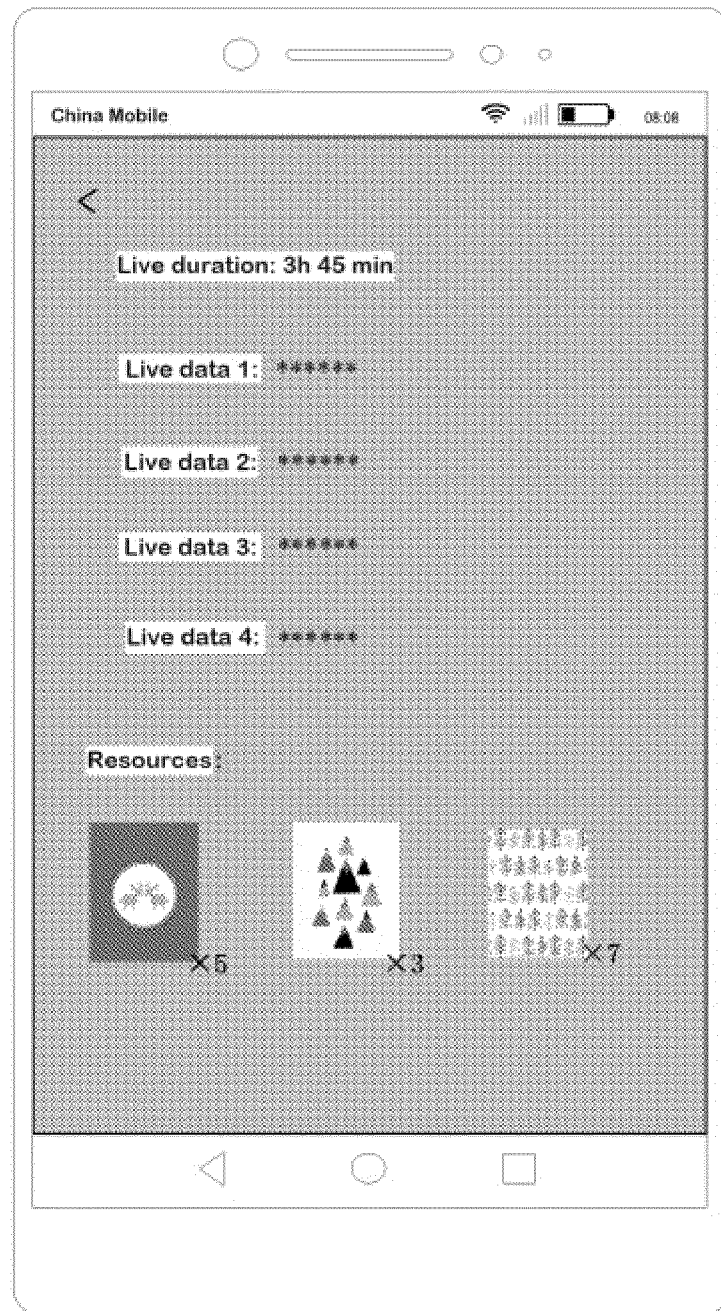 China Mobile 08:08
<
Live duration: 3h 45 min
Live data 1: ******
Live data 2: ******
Live data 3: ******
Live data 4: ******
Resources:
×5 ×3 ×7